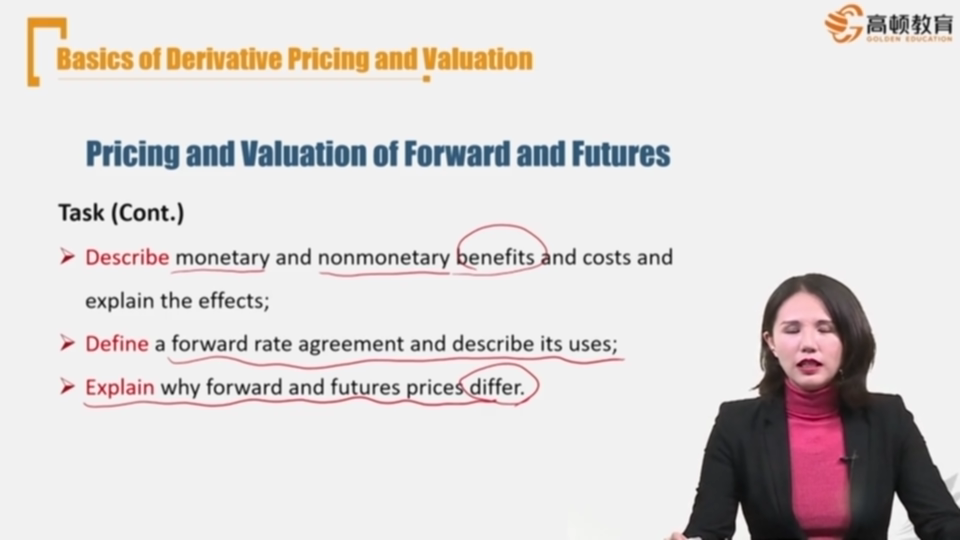 高顿教育
GOLDEN EDUCATION
Basics of Derivative Pricing and Valuation
Pricing and Valuation of Forward and Futures
Task (Cont.)
Describe monetary and nonmonetary benefits and costs and
explain the effects;
Define a forward rate agreement and describe its uses;
Explain why forward and futures prices differ.